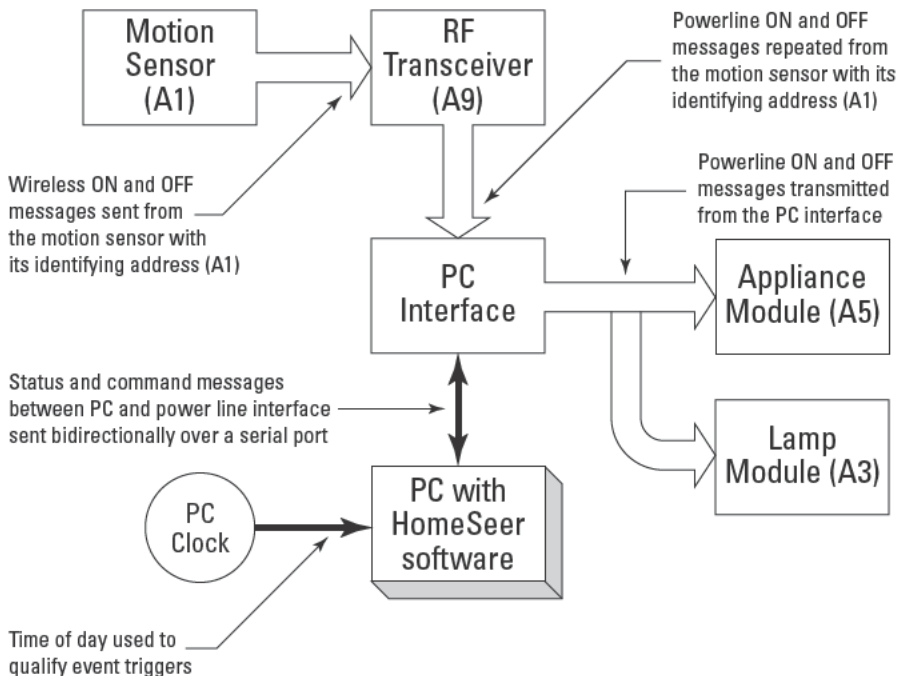 Motion
Sensor
(A1)
RF
Transceiver
(A9)
Powerline ON and OFF
messages repeated from
the motion sensor with its
identifying address (A1)
Wireless ON and OFF
messages sent from
the motion sensor with
its identifying address (A1)
Powerline ON and OFF
messages transmitted
from the PC interface
PC
Interface
Appliance
Module (A5)
Status and command messages
between PC and power line interface
sent bidirectionally over a serial port
Lamp
Module (A3)
PC
Clock
PC with
HomeSeer
software
Time of day used to
qualify event triggers